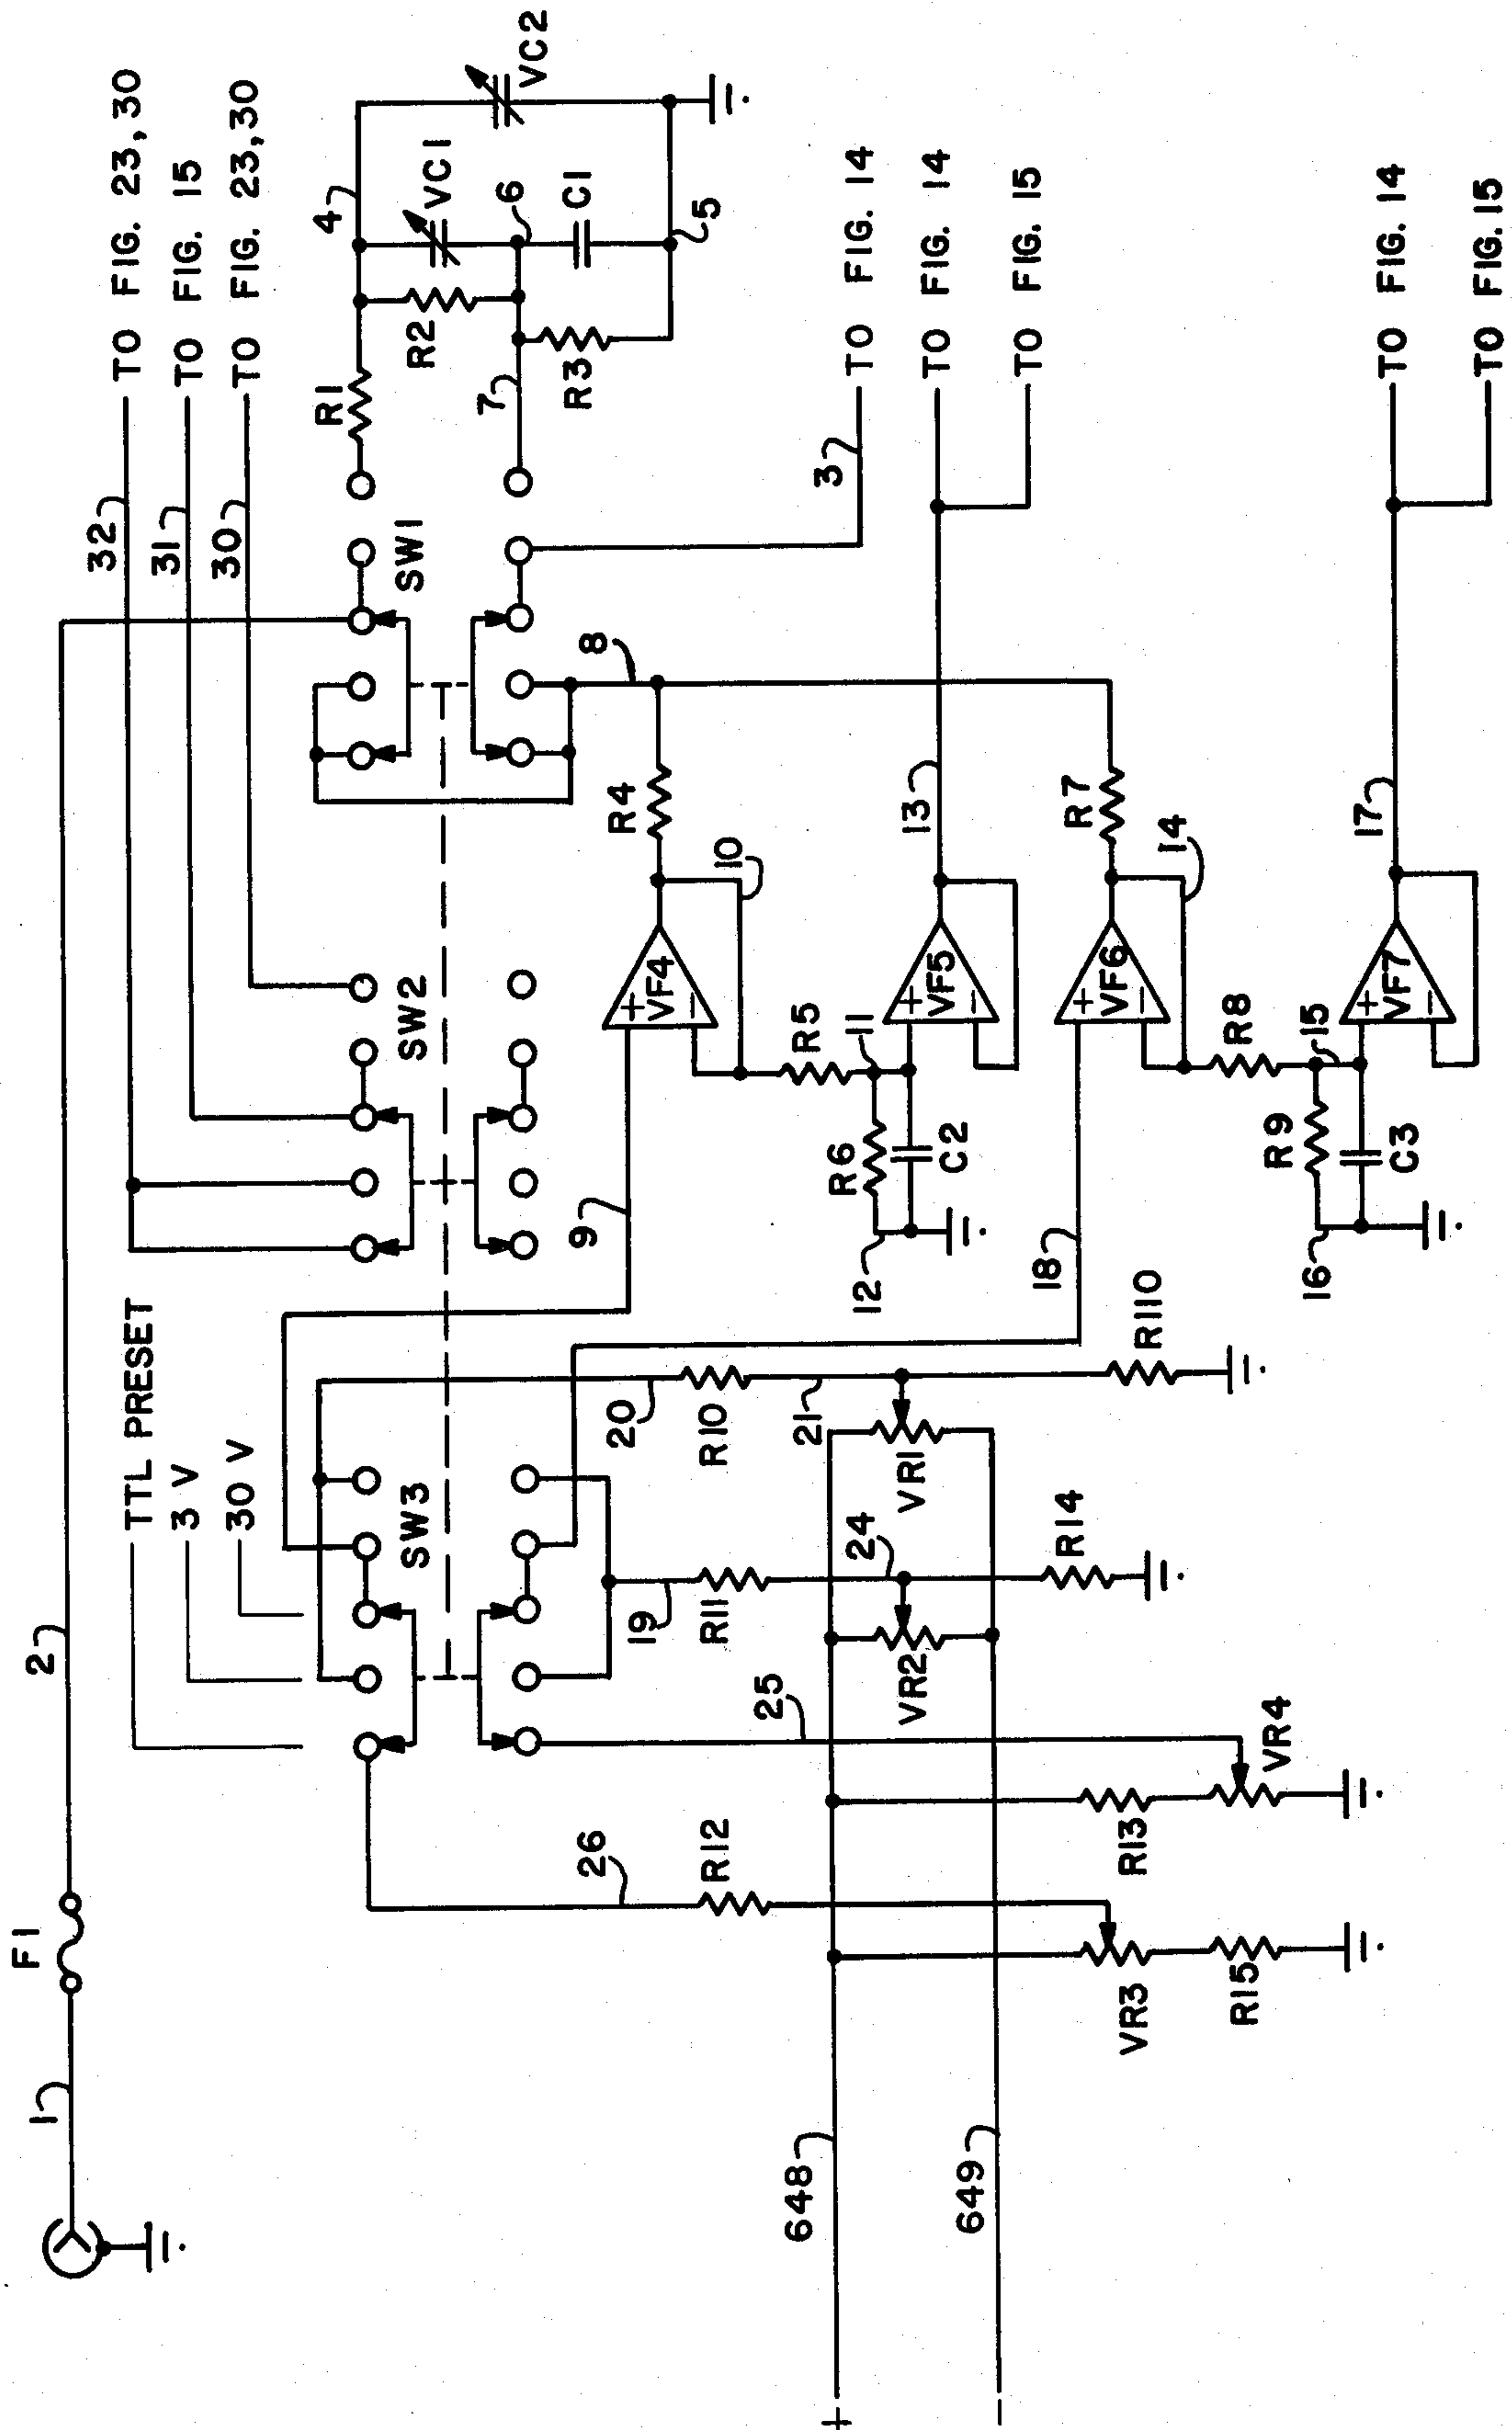 F1
1
2
TTL PRESET
3 V
30 V
32
TO FIG. 23,30
31
TO FIG. 15
30
TO FIG. 23,30
SW3
SW2
SW1
R1
4
VC1
VC2
R2
6
C1
7
R3
5
8
3
TO FIG. 14
9
VF4
+
−
R4
10
R5
11
VF5
+
−
13
TO FIG. 14
TO FIG. 15
R6
C2
12
18
VF6
+
−
R7
14
R8
15
VF7
+
−
17
TO FIG. 14
TO FIG. 15
R9
C3
16
20
R10
21
VR1
R110
19
R11
24
VR2
R14
25
R13
VR4
26
R12
VR3
R15
648
649
+
−